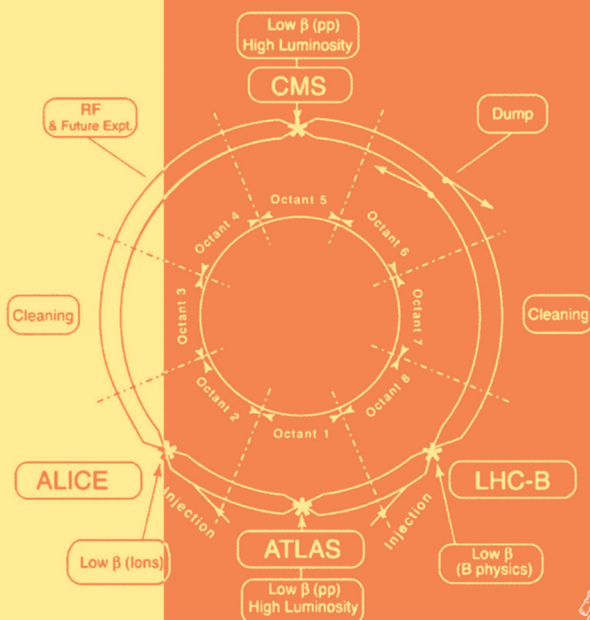 Low β (pp)
High Luminosity
CMS
RF
& Future Expt.
Dump
Octant 5
Octant 4
Octant 6
Octant 3
Octant 7
Cleaning
Cleaning
Octant 2
Octant 8
Octant 1
ALICE
LHC-B
Injection
Injection
ATLAS
Low β (Ions)
Low β
(B physics)
Low β (pp)
High Luminosity